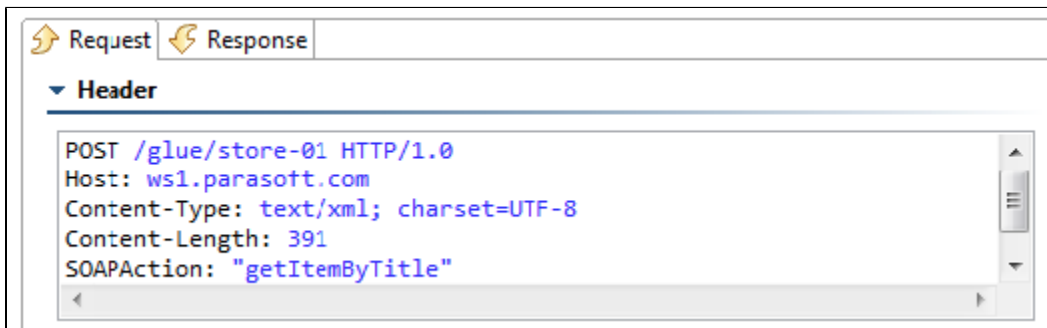 Request Response
Header
POST /glue/store-01 HTTP/1.0
Host: ws1.parasoft.com
Content-Type: text/xml; charset=UTF-8
Content-Length: 391
SOAPAction: "getItemByTitle"